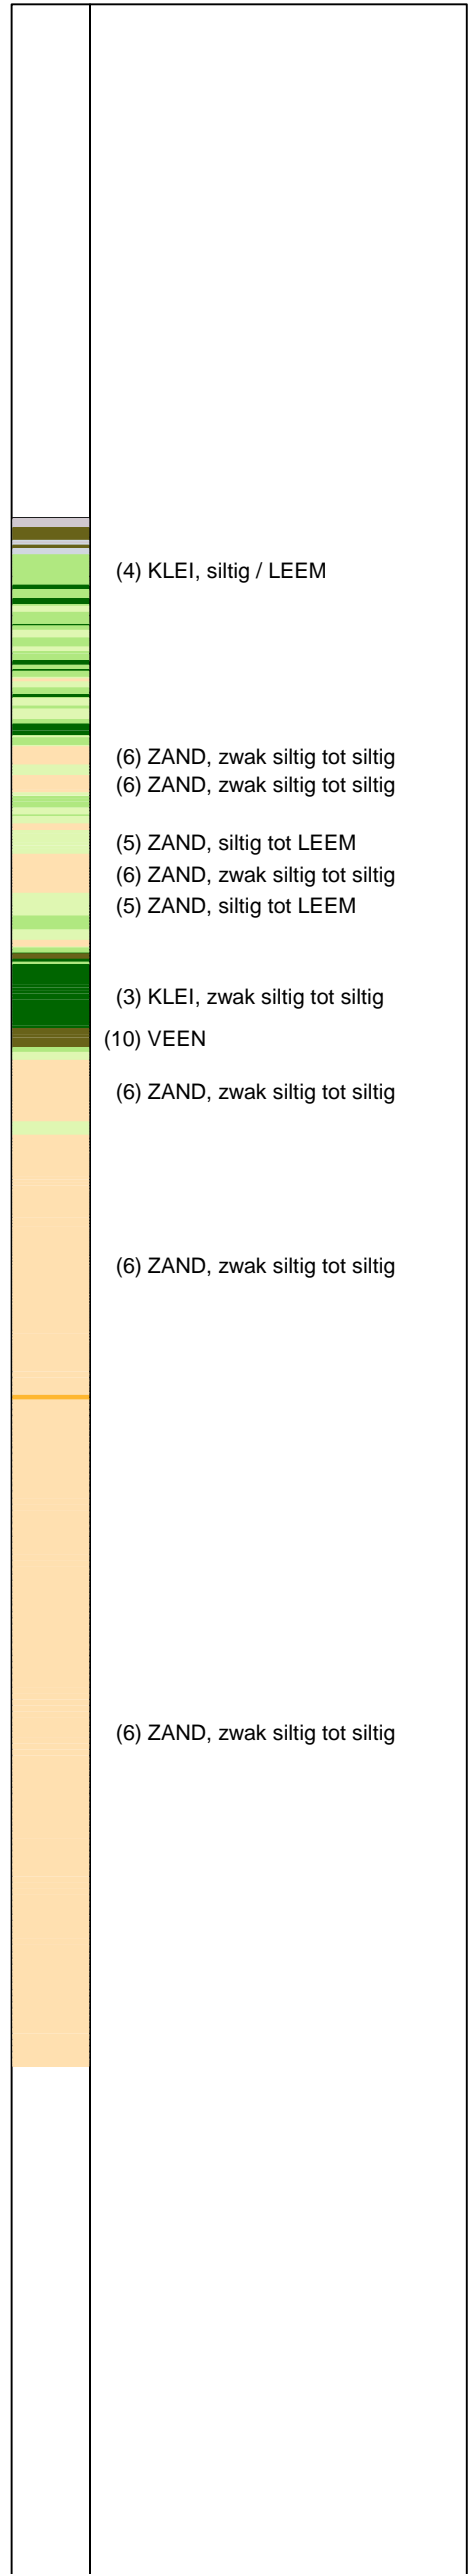 (4) KLEI, siltig / LEEM
(6) ZAND, zwak siltig tot siltig
(6) ZAND, zwak siltig tot siltig
(5) ZAND, siltig tot LEEM
(6) ZAND, zwak siltig tot siltig
(5) ZAND, siltig tot LEEM
(3) KLEI, zwak siltig tot siltig
(10) VEEN
(6) ZAND, zwak siltig tot siltig
(6) ZAND, zwak siltig tot siltig
(6) ZAND, zwak siltig tot siltig